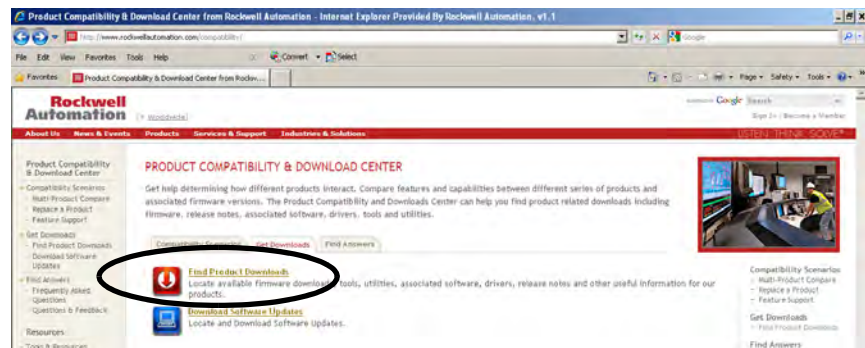 Product Compatibility & Download Center from Rockwell Automation - Internet Explorer Provided By Rockwell Automation, v1.1
http://www.rockwellautomation.com/compatibility/
Google
File Edit View Favorites Tools Help
Convert Select
Favorites Product Compatibility & Download Center from Rockw...
Page Safety Tools
Rockwell
Automation
Worldwide
Google Search
Sign In | Become a Member
About Us News & Events Products Services & Support Industries & Solutions
LISTEN. THINK. SOLVE.®
Product Compatibility
& Download Center
Compatibility Scenarios
Multi-Product Compare
Replace a Product
Feature Support
Get Downloads
Find Product Downloads
Download Software
Updates
Find Answers
Frequently Asked
Questions
Questions & Feedback
Resources
Tools & Resources
PRODUCT COMPATIBILITY & DOWNLOAD CENTER
Get help determining how different products interact. Compare features and capabilities between different series of products and
associated firmware versions. The Product Compatibility and Downloads Center can help you find product related downloads including
firmware, release notes, associated software, drivers, tools and utilities.
Compatibility Scenarios Get Downloads Find Answers
Find Product Downloads
Locate available firmware downloads, tools, utilities, associated software, drivers, release notes and other useful information for our
products.
Download Software Updates
Locate and Download Software Updates.
Compatibility Scenarios
Multi-Product Compare
Replace a Product
Feature Support
Get Downloads
Find Product Downloads
Find Answers